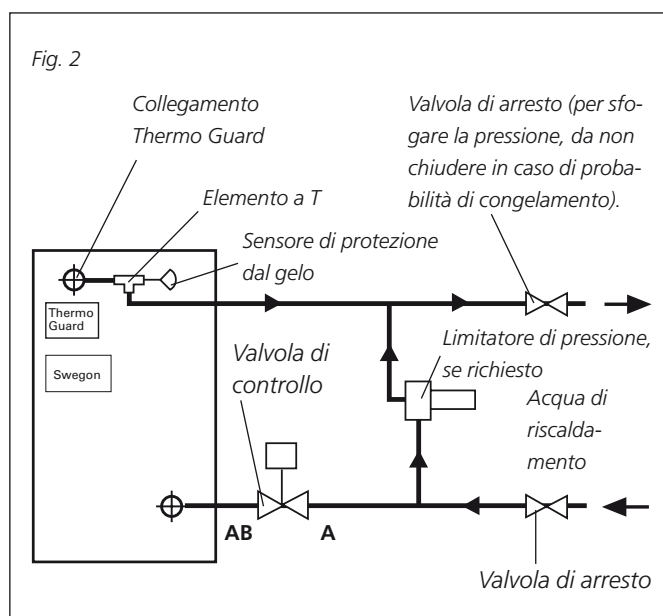 Fig. 2
Collegamento
Thermo Guard
Valvola di arresto (per sfo-
gare la pressione, da non
chiudere in caso di proba-
bilità di congelamento).
Elemento a T
Sensore di protezione
dal gelo
Thermo
Guard
Swegon
Valvola di
controllo
Limitatore di pressione,
se richiesto
Acqua di
riscalda-
mento
AB
A
Valvola di arresto